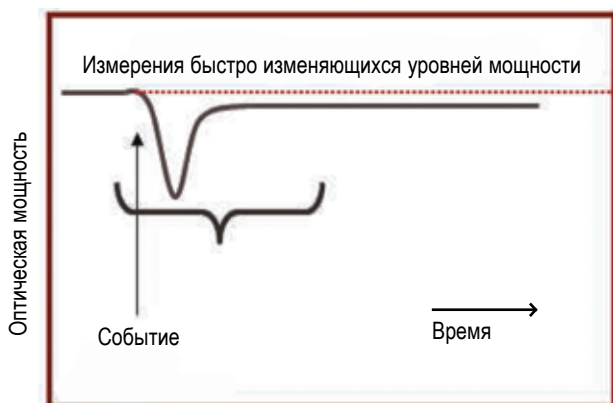 Измерения быстро изменяющихся уровней мощности
Оптическая мощность
Событие
Время